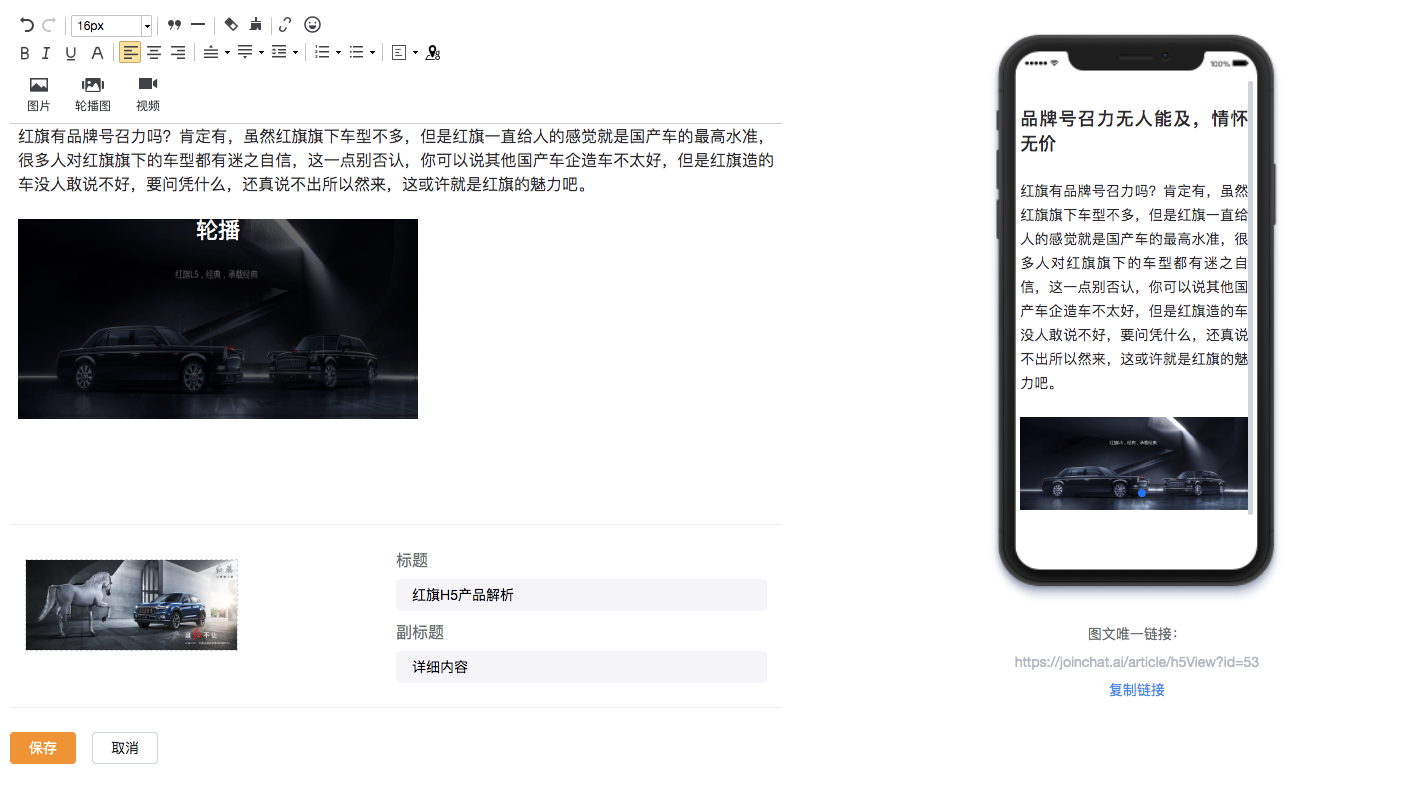 16px
B I U A
图片 轮播图 视频
红旗有品牌号召力吗？肯定有，虽然红旗旗下车型不多，但是红旗一直给人的感觉就是国产车的最高水准，
很多人对红旗旗下的车型都有迷之自信，这一点别否认，你可以说其他国产车企造车不太好，但是红旗造的
车没人敢说不好，要问凭什么，还真说不出所以然来，这或许就是红旗的魅力吧。
轮播
红旗L5，经典，承载经典
标题
红旗H5产品解析
副标题
详细内容
保存 取消
100%
品牌号召力无人能及，情怀
无价
红旗有品牌号召力吗？肯定有，虽然
红旗旗下车型不多，但是红旗一直给
人的感觉就是国产车的最高水准，很
多人对红旗旗下的车型都有迷之自
信，这一点别否认，你可以说其他国
产车企造车不太好，但是红旗造的车
没人敢说不好，要问凭什么，还真说
不出所以然来，这或许就是红旗的魅
力吧。
红旗L5，经典，承载经典
图文唯一链接：
https://joinchat.ai/article/h5View?id=53
复制链接